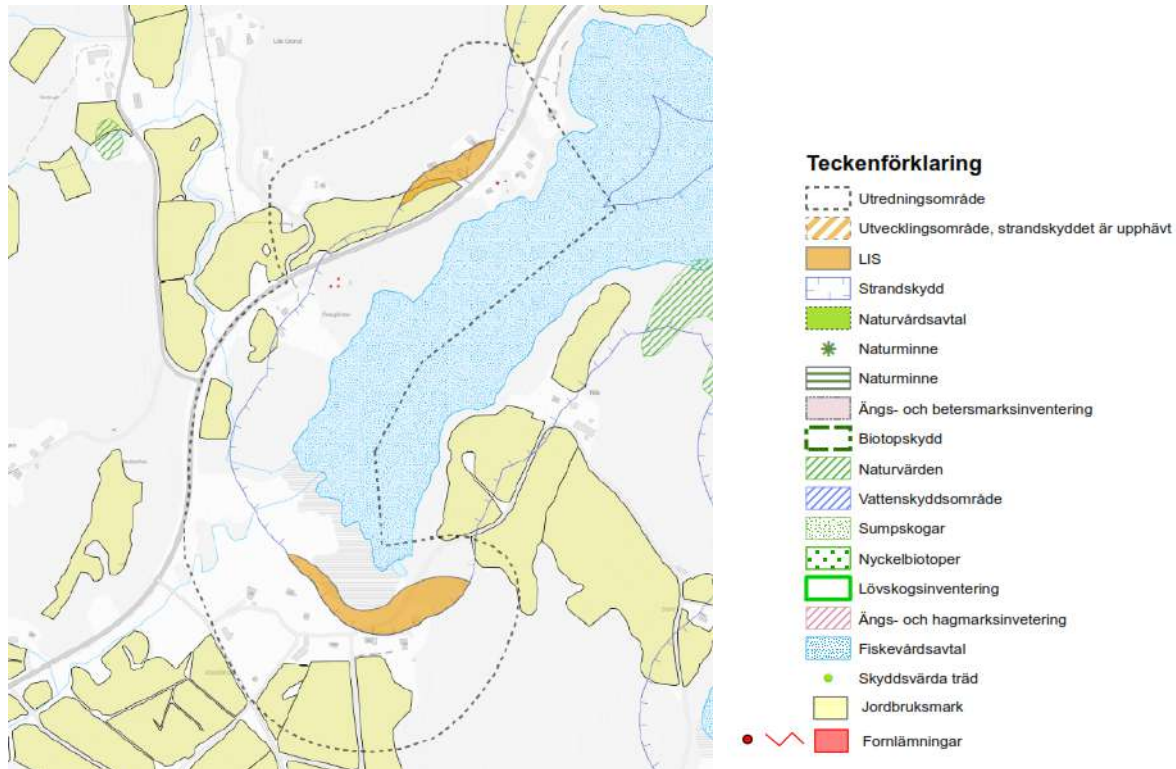 Teckenförklaring
Utredningsområde
Utvecklingsområde, strandskyddet är upphävt
LIS
Strandskydd
Naturvårdsavtal
Naturminne
Naturminne
Ängs- och betersmarksinventering
Biotopskydd
Naturvärden
Vattenskyddsområde
Sumpskogar
Nyckelbiotoper
Lövskogsinventering
Ängs- och hagmarksinvetering
Fiskevårdsavtal
Skyddsvärda träd
Jordbruksmark
Fornlämningar